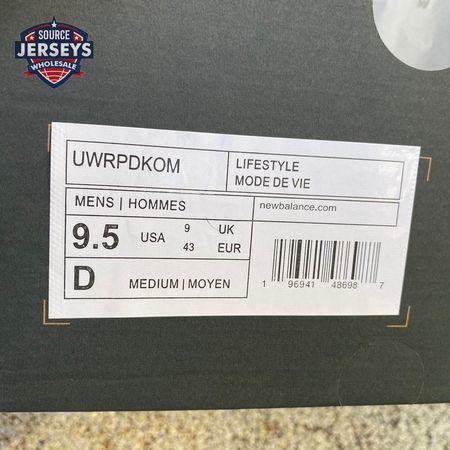 SOURCE
JERSEYS
WHOLESALE
UWRPDKOM
LIFESTYLE
MODE DE VIE
MENS | HOMMES
newbalance.com
9.5 USA 9 UK
43 EUR
D MEDIUM | MOYEN
1 96941 48698 7